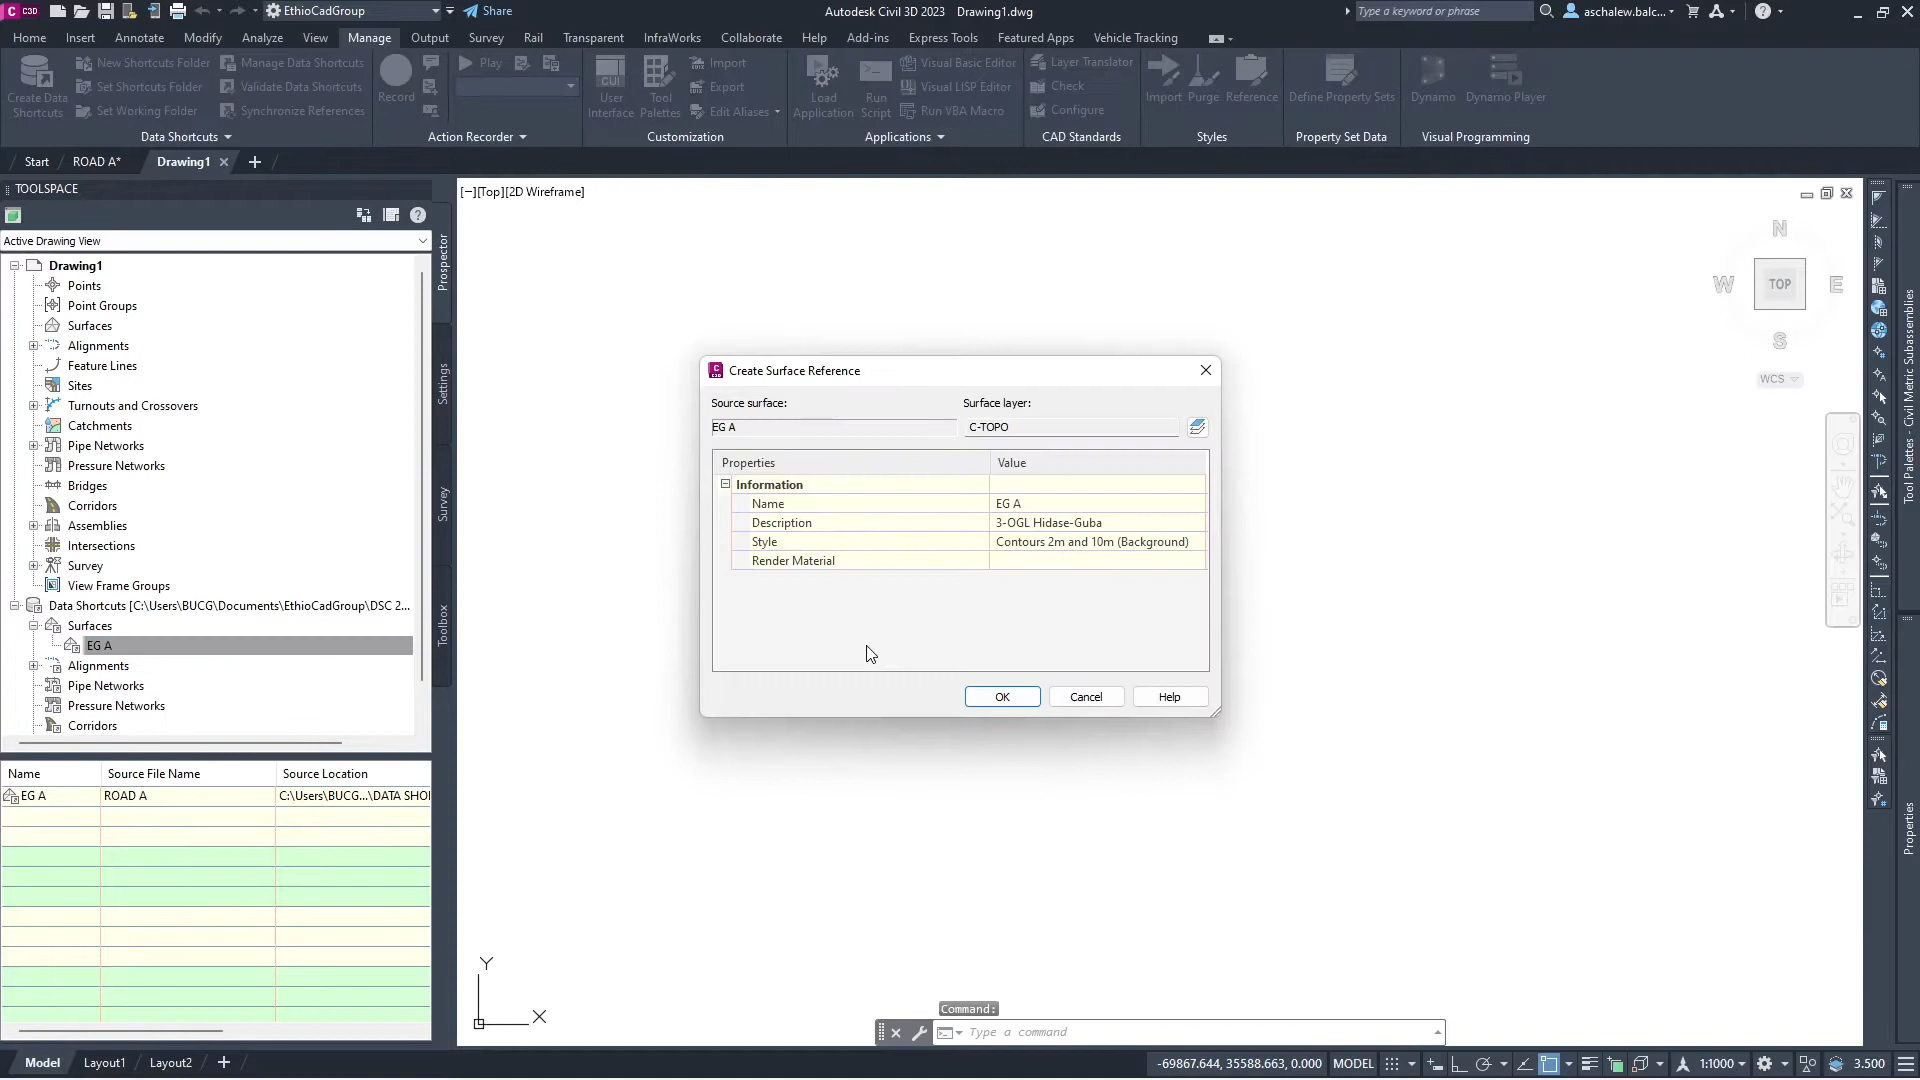 C3D EthioCadGroup Share Autodesk Civil 3D 2023 Drawing1.dwg Type a keyword or phrase aschalew.balc...
Home Insert Annotate Modify Analyze View Manage Output Survey Rail Transparent InfraWorks Collaborate Help Add-ins Express Tools Featured Apps Vehicle Tracking
New Shortcuts Folder Manage Data Shortcuts Play Import Visual Basic Editor Layer Translator
Create Data Shortcuts Set Shortcuts Folder Validate Data Shortcuts Record User Interface Tool Palettes Export Load Application Run Script Visual LISP Editor Check Import Purge Reference Define Property Sets Dynamo Dynamo Player
Set Working Folder Synchronize References Edit Aliases Run VBA Macro Configure
Data Shortcuts Action Recorder Customization Applications CAD Standards Styles Property Set Data Visual Programming
Start ROAD A* Drawing1
TOOLSPACE
[−][Top][2D Wireframe]
Active Drawing View
Drawing1
Points
Point Groups
Surfaces
Alignments
Feature Lines
Sites
Turnouts and Crossovers
Catchments
Pipe Networks
Pressure Networks
Bridges
Corridors
Assemblies
Intersections
Survey
View Frame Groups
Data Shortcuts [C:\Users\BUCG\Documents\EthioCadGroup\DSC 2...
Surfaces
EG A
Alignments
Pipe Networks
Pressure Networks
Corridors
Prospector
Settings
Survey
Toolbox
Name Source File Name Source Location
EG A ROAD A C:\Users\BUCG...\DATA SHO
Create Surface Reference
Source surface: Surface layer:
EG A C-TOPO
Properties Value
Information
Name EG A
Description 3-OGL Hidase-Guba
Style Contours 2m and 10m (Background)
Render Material
OK Cancel Help
N
W TOP E
S
WCS
Tool Palettes - Civil Metric Subassemblies
Properties
Y
X
Command:
Type a command
Model Layout1 Layout2 -69867.644, 35588.663, 0.000 MODEL 1:1000 3.500